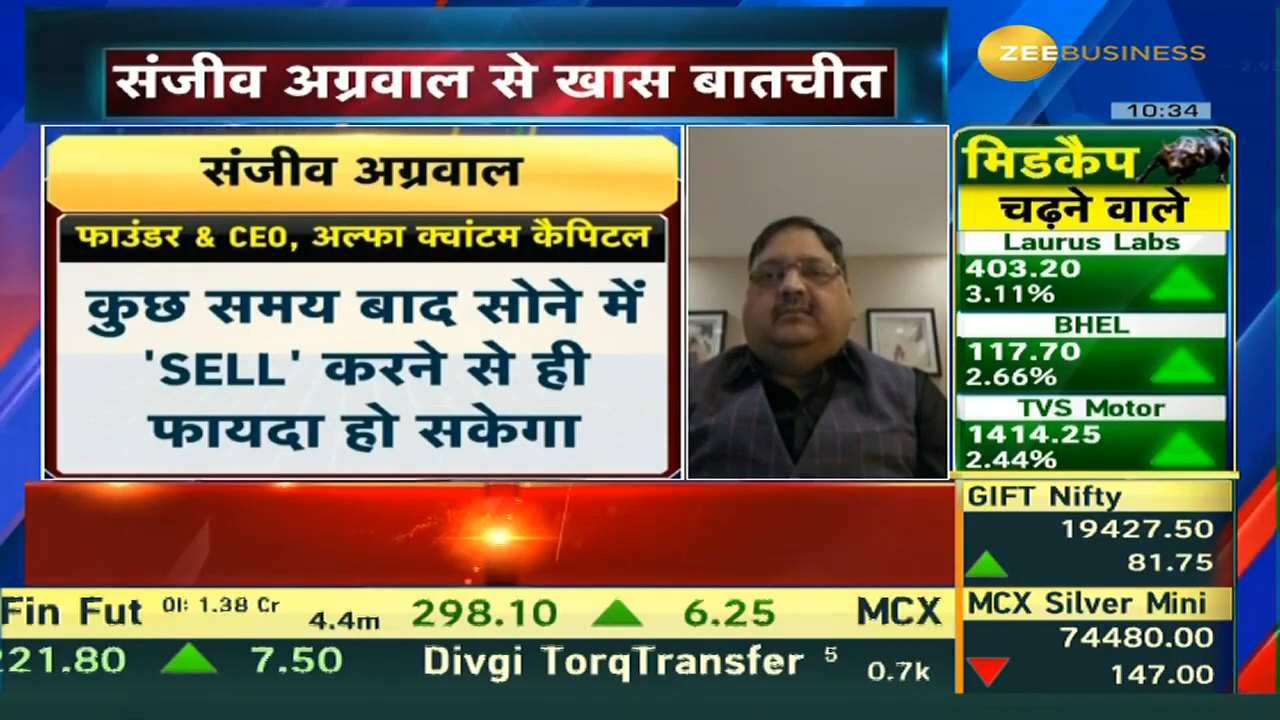 संजीव अग्रवाल से खास बातचीत
ZEEBUSINESS
10:34
संजीव अग्रवाल
फाउंडर & CEO, अल्फा क्वांटम कैपिटल
कुछ समय बाद सोने में
'SELL' करने से ही
फायदा हो सकेगा
मिडकैप
चढ़ने वाले
Laurus Labs
403.20
3.11%
BHEL
117.70
2.66%
TVS Motor
1414.25
2.44%
GIFT Nifty
19427.50
81.75
MCX Silver Mini
74480.00
147.00
Fin Fut OI: 1.38 Cr 4.4m 298.10 6.25 MCX
221.80 7.50 Divgi TorqTransfer 5 0.7k